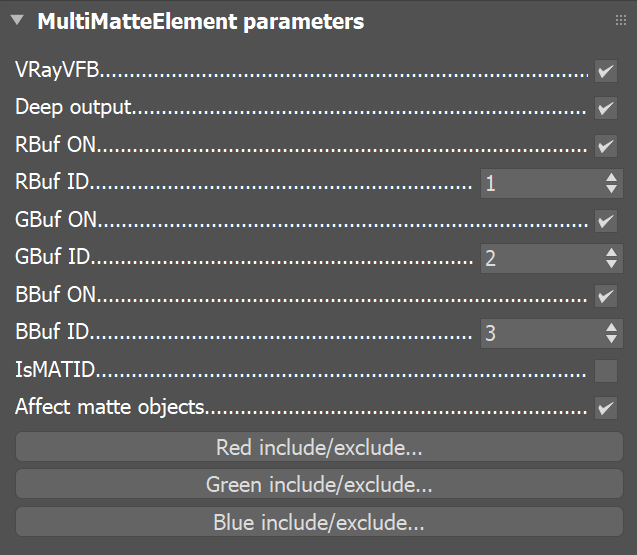 MultiMatteElement parameters
VRayVFB
Deep output
RBuf ON
RBuf ID 1
GBuf ON
GBuf ID 2
BBuf ON
BBuf ID 3
IsMATID
Affect matte objects
Red include/exclude...
Green include/exclude...
Blue include/exclude...